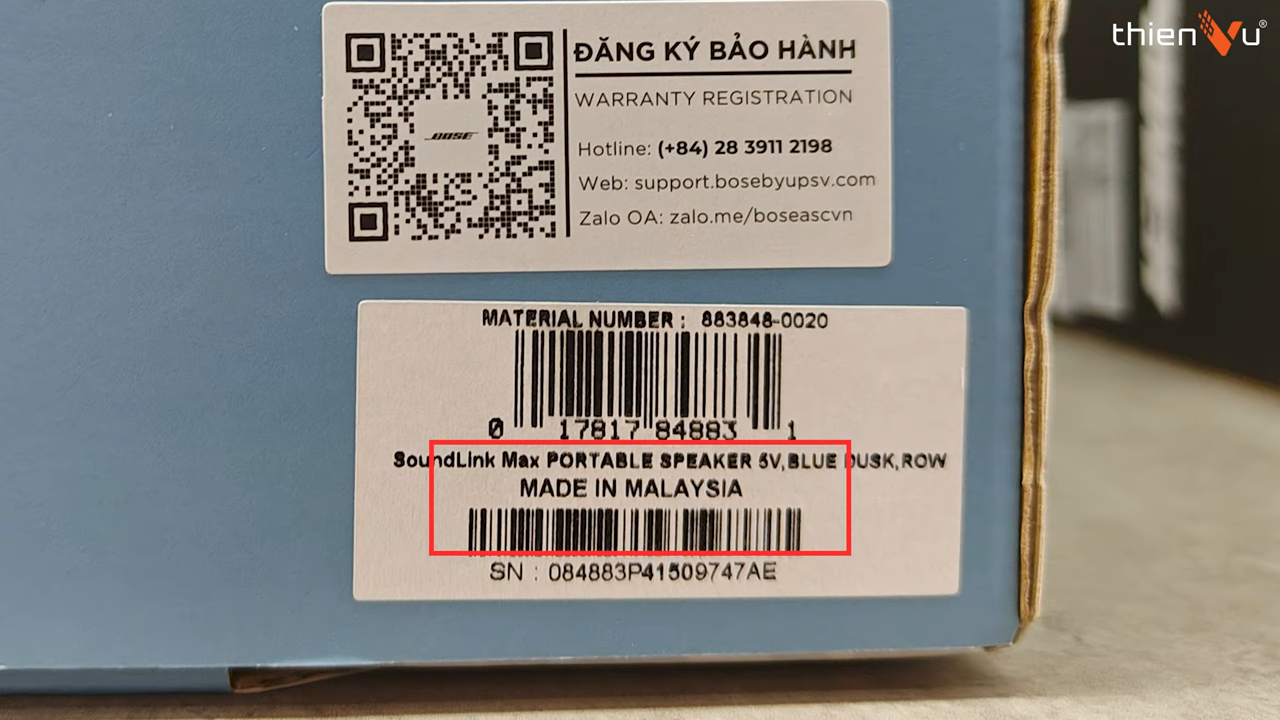 thienVu®
ĐĂNG KÝ BẢO HÀNH
WARRANTY REGISTRATION
Hotline: (+84) 28 3911 2198
Web: support.bosebyupsv.com
Zalo OA: zalo.me/boseascvn
BOSE
MATERIAL NUMBER : 883848-0020
0 17817 84883 1
SoundLink Max PORTABLE SPEAKER 5V,BLUE DUSK,ROW
MADE IN MALAYSIA
SN : 084883P41509747AE